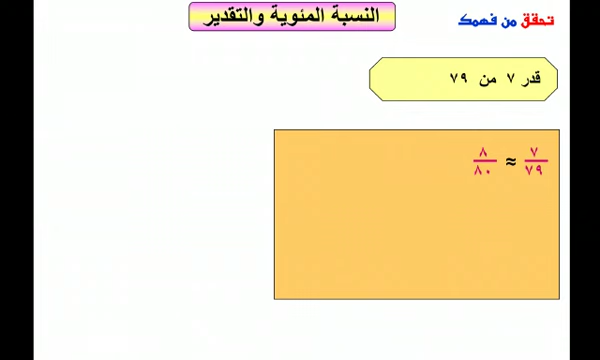 النسبة المئوية والتقدير
تحقق من فهمك
قدر ٧ من ٧٩
٧/٧٩ ≈ ٨/٨٠